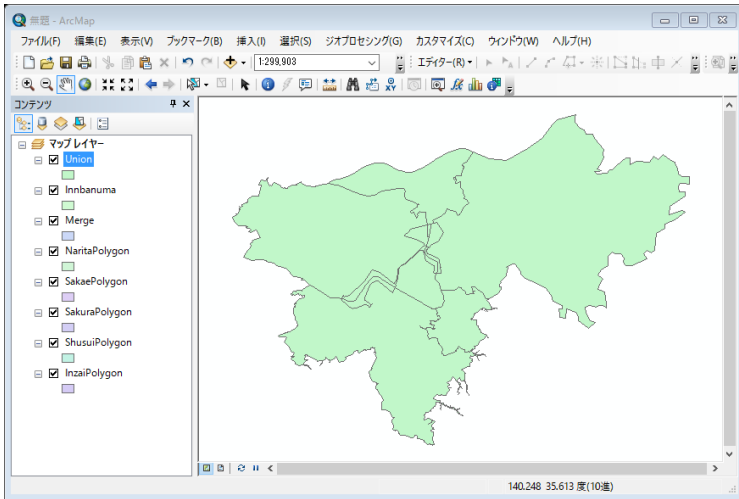 無題 - ArcMap
ファイル(F) 編集(E) 表示(V) ブックマーク(B) 挿入(I) 選択(S) ジオプロセシング(G) カスタマイズ(C) ウィンドウ(W) ヘルプ(H)
1:299,903
エディター(R)
コンテンツ
マップ レイヤー
Union
Innbanuma
Merge
NaritaPolygon
SakaePolygon
SakuraPolygon
ShusuiPolygon
InzaiPolygon
140.248 35.613 度(10進)